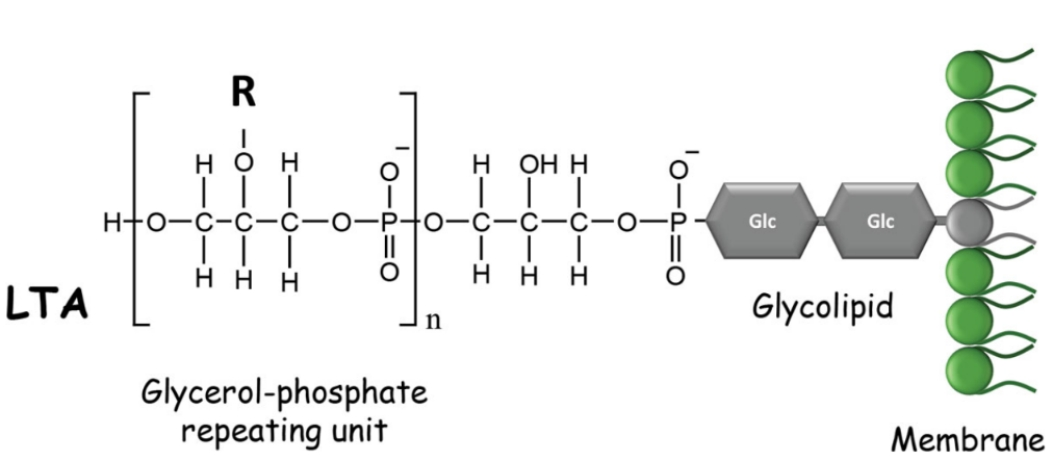 R
H O H O⁻ H OH H O⁻
H O C C C O P O C C C O P Glc Glc
H H H O H H H O
LTA
n
Glycolipid
Glycerol-phosphate
repeating unit
Membrane